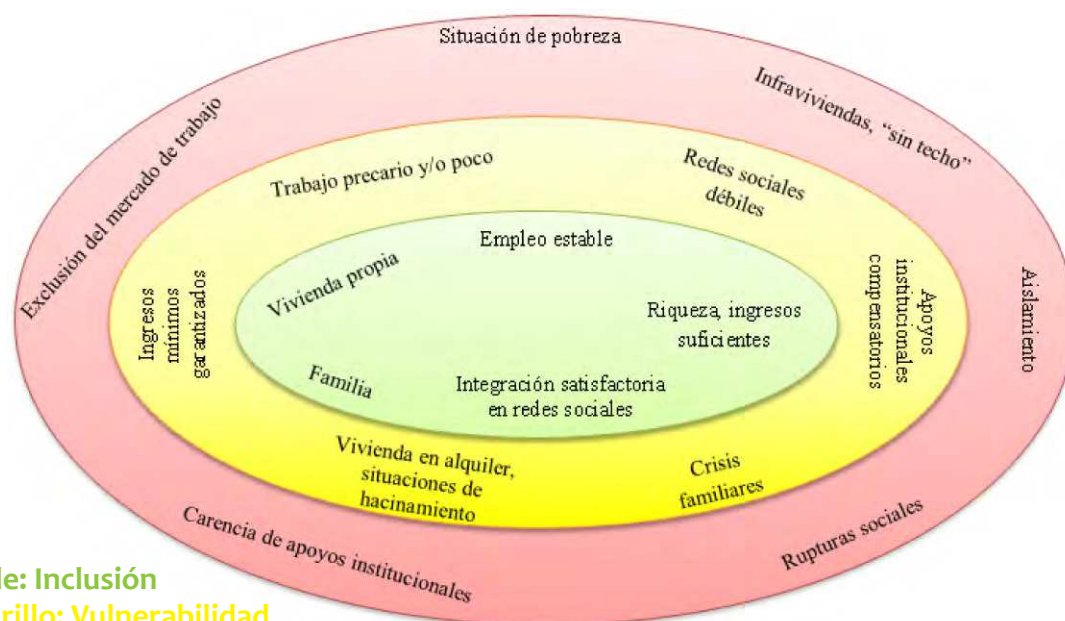 Situación de pobreza
Infraviviendas, “sin techo”
Exclusión del mercado de trabajo
Trabajo precario y/o poco
Redes sociales
débiles
Empleo estable
Vivienda propia
Ingresos
mínimos
garantizados
Riqueza, ingresos
suficientes
Apoyos
institucionales
compensatorios
Aislamiento
Familia
Integración satisfactoria
en redes sociales
Vivienda en alquiler,
situaciones de
hacinamiento
Crisis
familiares
Carencia de apoyos institucionales
Rupturas sociales
de: Inclusión
rillo: Vulnerabilidad